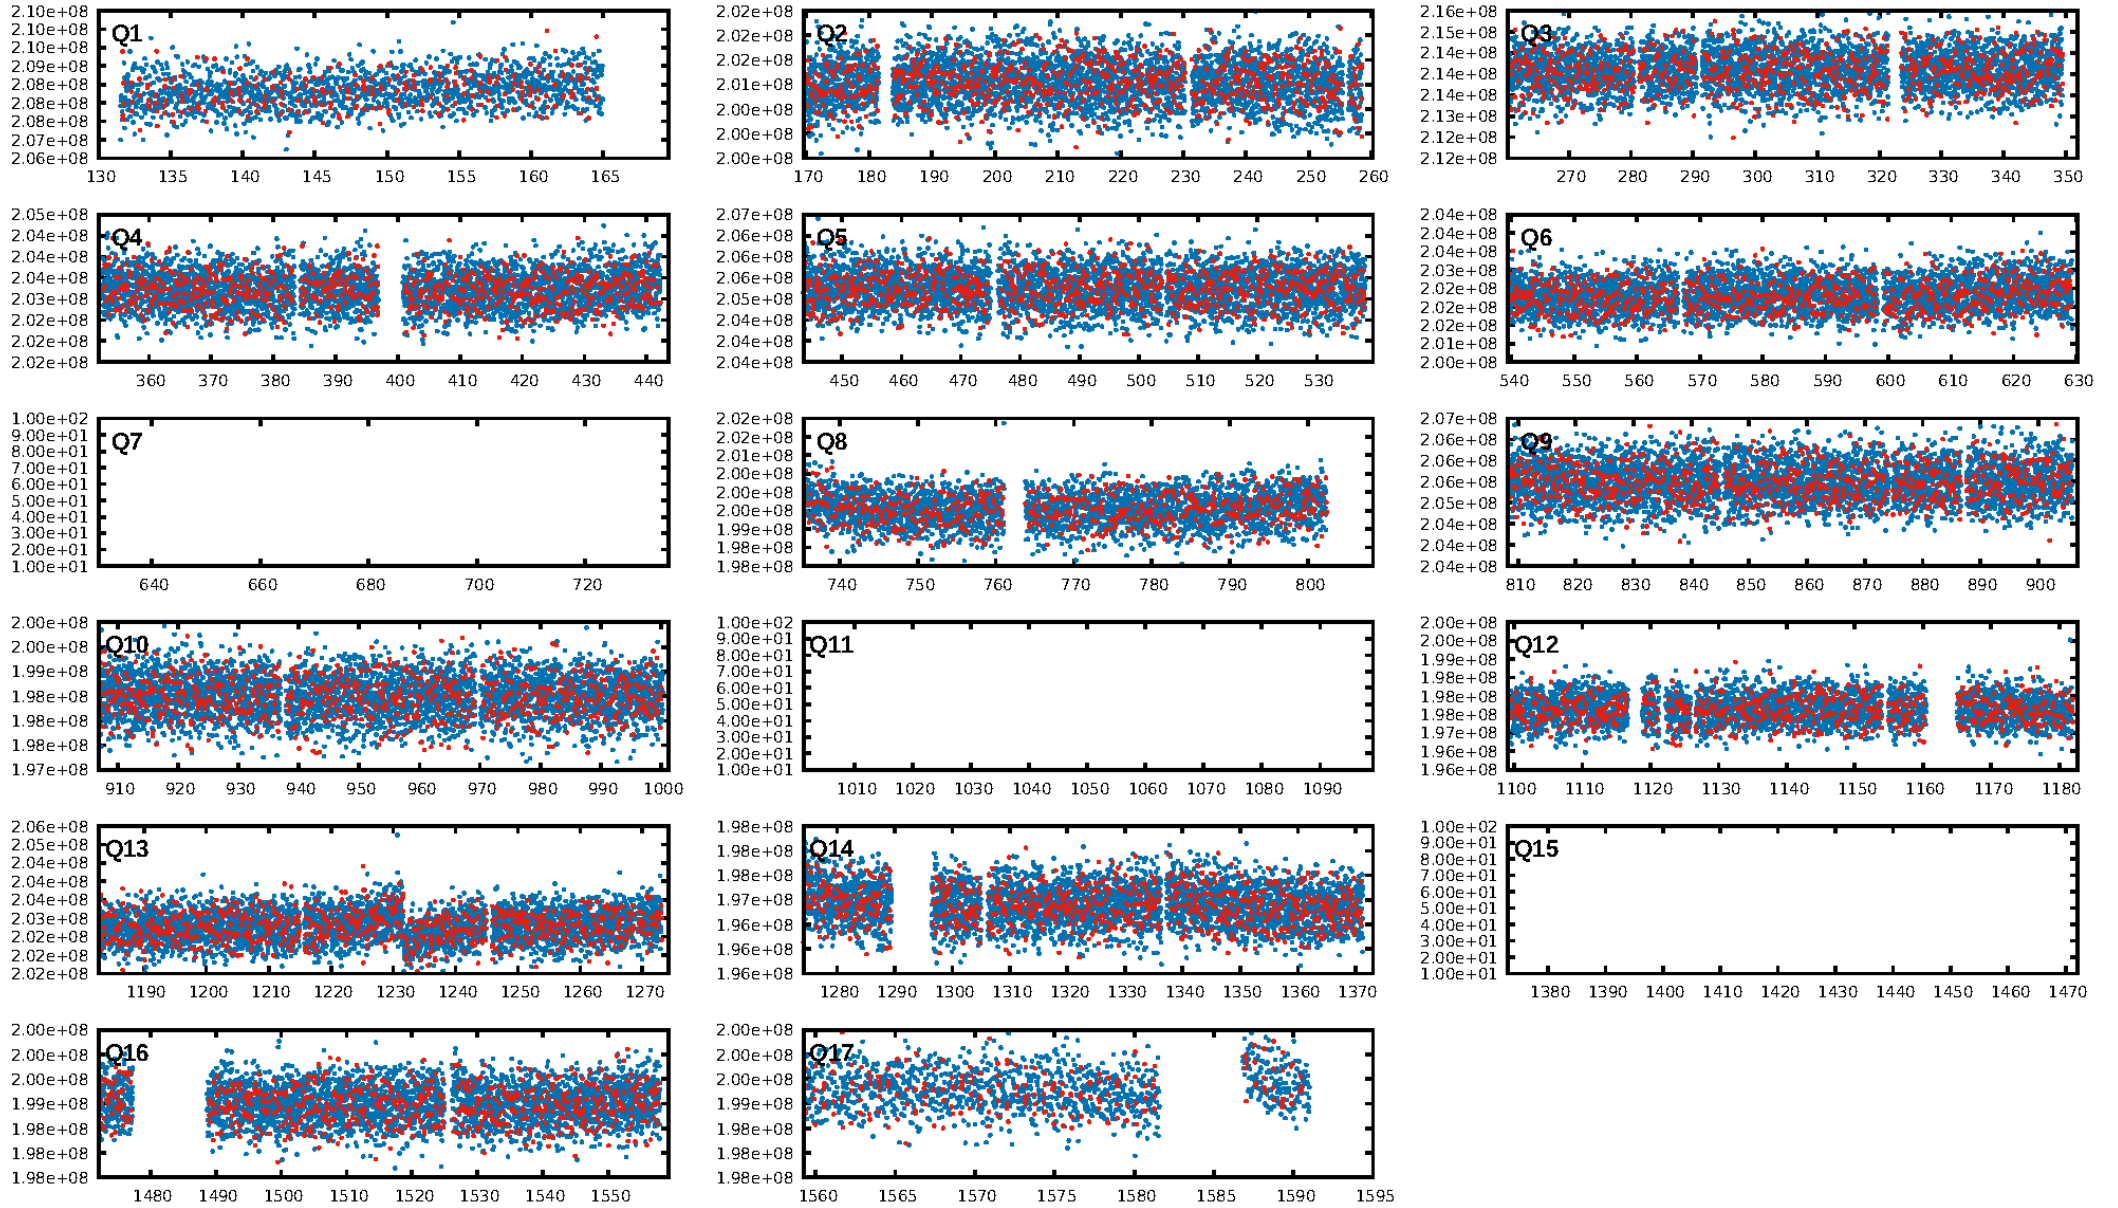 Q1
2.10e+08
2.10e+08
2.10e+08
2.09e+08
2.08e+08
2.08e+08
2.08e+08
2.07e+08
2.06e+08
130 135 140 145 150 155 160 165
Q2
2.02e+08
2.02e+08
2.02e+08
2.01e+08
2.00e+08
2.00e+08
2.00e+08
170 180 190 200 210 220 230 240 250 260
Q3
2.16e+08
2.15e+08
2.14e+08
2.14e+08
2.14e+08
2.13e+08
2.12e+08
2.12e+08
270 280 290 300 310 320 330 340 350
Q4
2.05e+08
2.04e+08
2.04e+08
2.04e+08
2.03e+08
2.02e+08
2.02e+08
2.02e+08
360 370 380 390 400 410 420 430 440
Q5
2.07e+08
2.06e+08
2.06e+08
2.06e+08
2.05e+08
2.04e+08
2.04e+08
2.04e+08
450 460 470 480 490 500 510 520 530
Q6
2.04e+08
2.04e+08
2.04e+08
2.03e+08
2.02e+08
2.02e+08
2.02e+08
2.01e+08
2.00e+08
540 550 560 570 580 590 600 610 620 630
Q7
1.00e+02
9.00e+01
8.00e+01
7.00e+01
6.00e+01
5.00e+01
4.00e+01
3.00e+01
2.00e+01
1.00e+01
640 660 680 700 720
Q8
2.02e+08
2.02e+08
2.01e+08
2.00e+08
2.00e+08
2.00e+08
1.99e+08
1.98e+08
1.98e+08
740 750 760 770 780 790 800
Q9
2.07e+08
2.06e+08
2.06e+08
2.06e+08
2.05e+08
2.04e+08
2.04e+08
2.04e+08
810 820 830 840 850 860 870 880 890 900
Q10
2.00e+08
2.00e+08
1.99e+08
1.98e+08
1.98e+08
1.98e+08
1.97e+08
910 920 930 940 950 960 970 980 990 1000
Q11
1.00e+02
9.00e+01
8.00e+01
7.00e+01
6.00e+01
5.00e+01
4.00e+01
3.00e+01
2.00e+01
1.00e+01
1010 1020 1030 1040 1050 1060 1070 1080 1090
Q12
2.00e+08
2.00e+08
1.99e+08
1.98e+08
1.98e+08
1.98e+08
1.97e+08
1.96e+08
1.96e+08
1100 1110 1120 1130 1140 1150 1160 1170 1180
Q13
2.06e+08
2.05e+08
2.04e+08
2.04e+08
2.04e+08
2.03e+08
2.02e+08
2.02e+08
2.02e+08
1190 1200 1210 1220 1230 1240 1250 1260 1270
Q14
1.98e+08
1.98e+08
1.98e+08
1.97e+08
1.96e+08
1.96e+08
1.96e+08
1280 1290 1300 1310 1320 1330 1340 1350 1360 1370
Q15
1.00e+02
9.00e+01
8.00e+01
7.00e+01
6.00e+01
5.00e+01
4.00e+01
3.00e+01
2.00e+01
1.00e+01
1380 1390 1400 1410 1420 1430 1440 1450 1460 1470
Q16
2.00e+08
2.00e+08
2.00e+08
1.99e+08
1.98e+08
1.98e+08
1.98e+08
1480 1490 1500 1510 1520 1530 1540 1550
Q17
2.00e+08
2.00e+08
2.00e+08
1.99e+08
1.98e+08
1.98e+08
1.98e+08
1560 1565 1570 1575 1580 1585 1590 1595